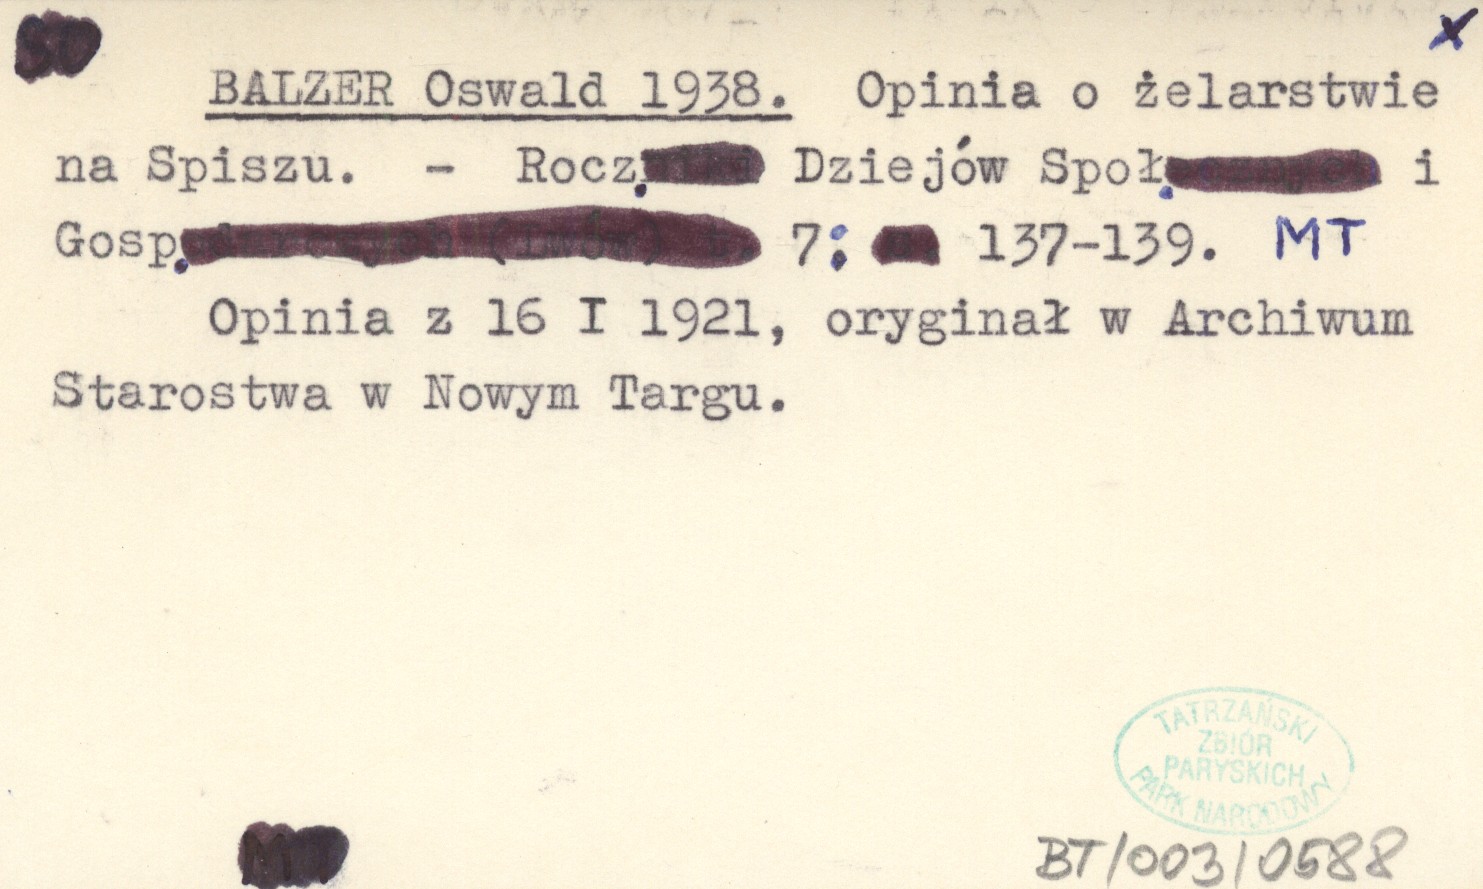 x
BALZER Oswald 1938. Opinia o żelarstwie
na Spiszu. - Rocz. Dziejów Społ. i
Gosp. 7: 137-139. MT
Opinia z 16 I 1921, oryginał w Archiwum
Starostwa w Nowym Targu.
TATRZAŃSKI
ZBIÓR
PARYSKICH
PARK NARODOWY
BT/003/0588